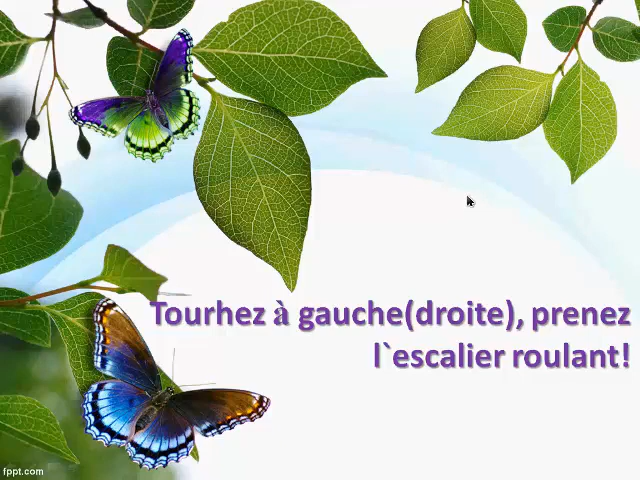 Tourhez à gauche(droite), prenez
l`escalier roulant!
fppt.com